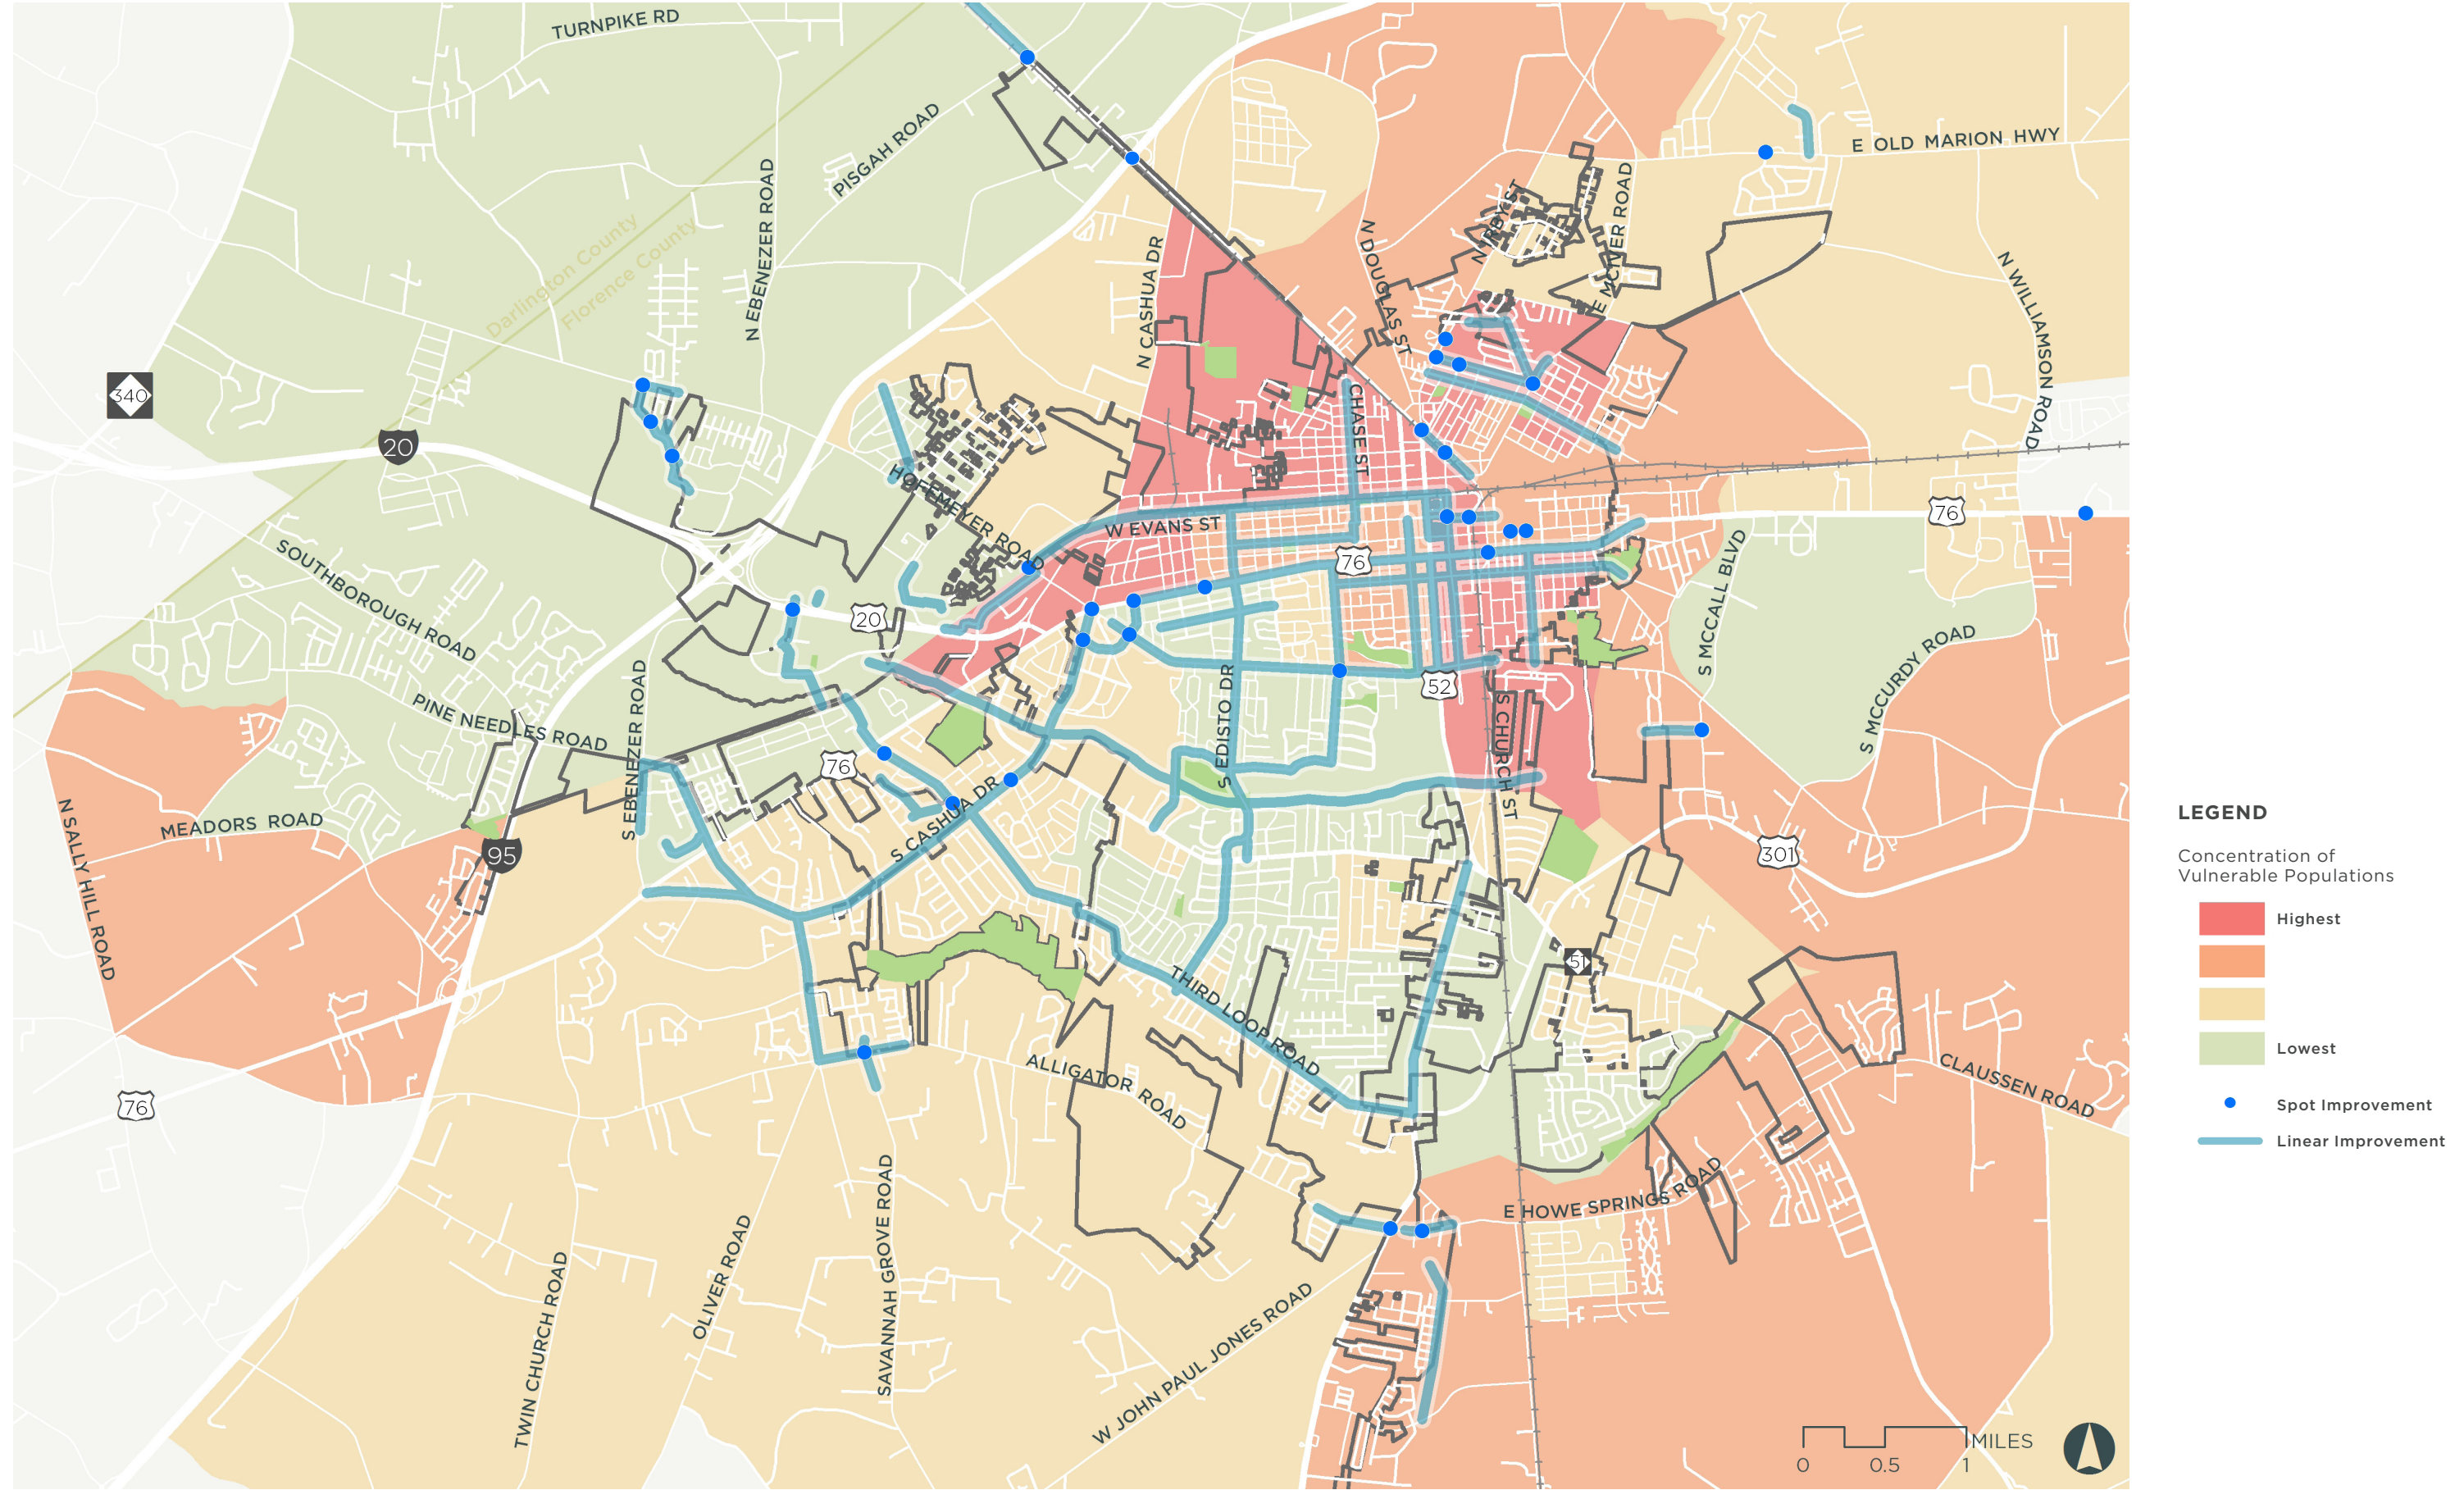 TURNPIKE RD
PISGAH ROAD
E OLD MARION HWY
N EBENEZER ROAD
N IRBY ST
E MCIVER ROAD
Darlington County
Florence County
N CASHUA DR
N DOUGLAS ST
N WILLIAMSON ROAD
340
20
CHASE ST
HOFFMEYER ROAD
W EVANS ST
76
76
SOUTHBOROUGH ROAD
20
S MCCALL BLVD
S MCCURDY ROAD
52
PINE NEEDLES ROAD
S EBENEZER ROAD
S EDISTO DR
S CHURCH ST
76
S CASHUA DR
N SALLY HILL ROAD
MEADORS ROAD
95
301
51
THIRD LOOP ROAD
ALLIGATOR ROAD
CLAUSSEN ROAD
76
E HOWE SPRINGS ROAD
SAVANNAH GROVE ROAD
OLIVER ROAD
TWIN CHURCH ROAD
W JOHN PAUL JONES ROAD
MILES
0 0.5 1
LEGEND
Concentration of
Vulnerable Populations
Highest
Lowest
Spot Improvement
Linear Improvement